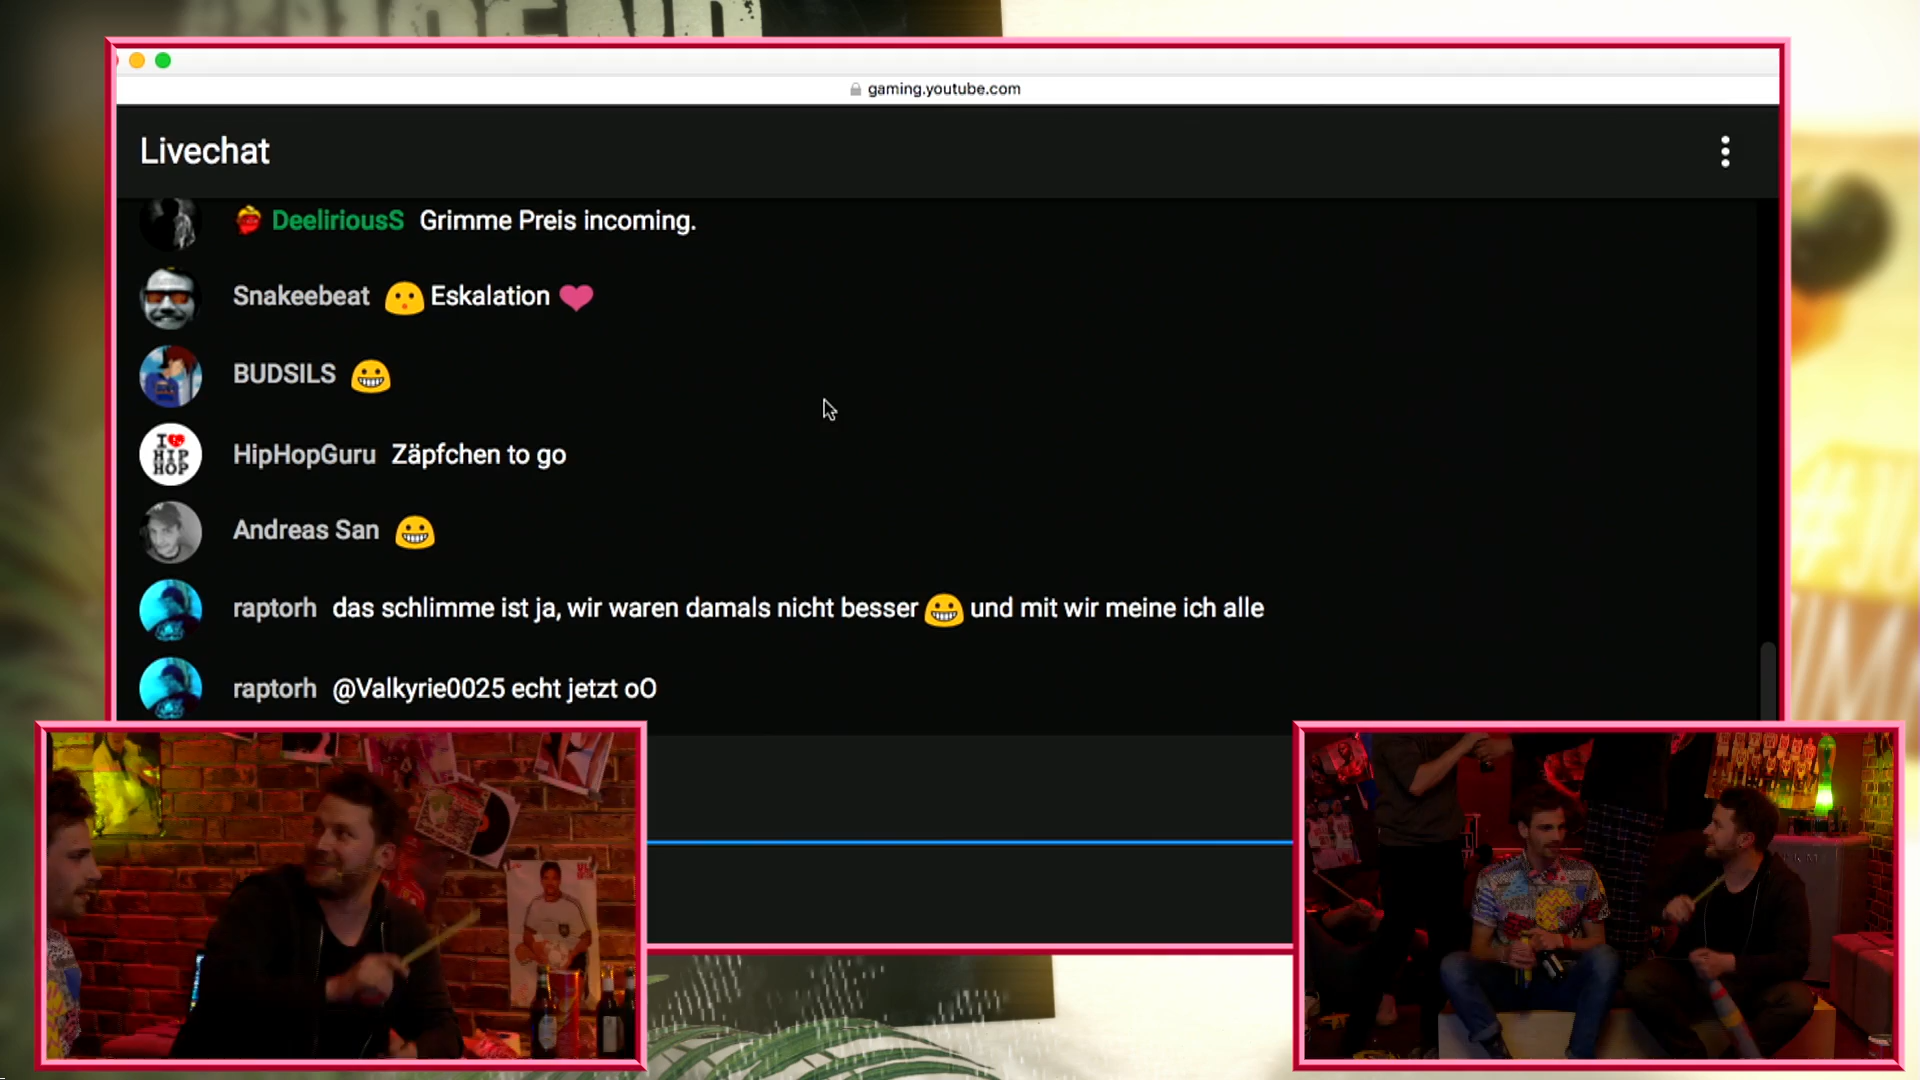 gaming.youtube.com
Livechat
DeeliriousS Grimme Preis incoming.
Snakeebeat 😗 Eskalation ❤
BUDSILS 😀
I ❤ HIP HOP
HipHopGuru Zäpfchen to go
Andreas San 😀
raptorh das schlimme ist ja, wir waren damals nicht besser 😀 und mit wir meine ich alle
raptorh @Valkyrie0025 echt jetzt oO